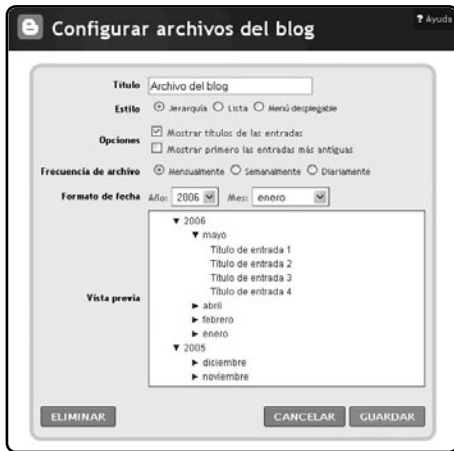 Configurar archivos del blog
? Ayuda
Título Archivo del blog
Estilo Jerarquía Lista Menú desplegable
Opciones Mostrar títulos de las entradas
Mostrar primero las entradas más antiguas
Frecuencia de archivo Mensualmente Semanalmente Diariamente
Formato de fecha Año: 2006 Mes: enero
Vista previa
▼ 2006
▼ mayo
Título de entrada 1
Título de entrada 2
Título de entrada 3
Título de entrada 4
► abril
► febrero
► enero
▼ 2005
► diciembre
► noviembre
ELIMINAR CANCELAR GUARDAR